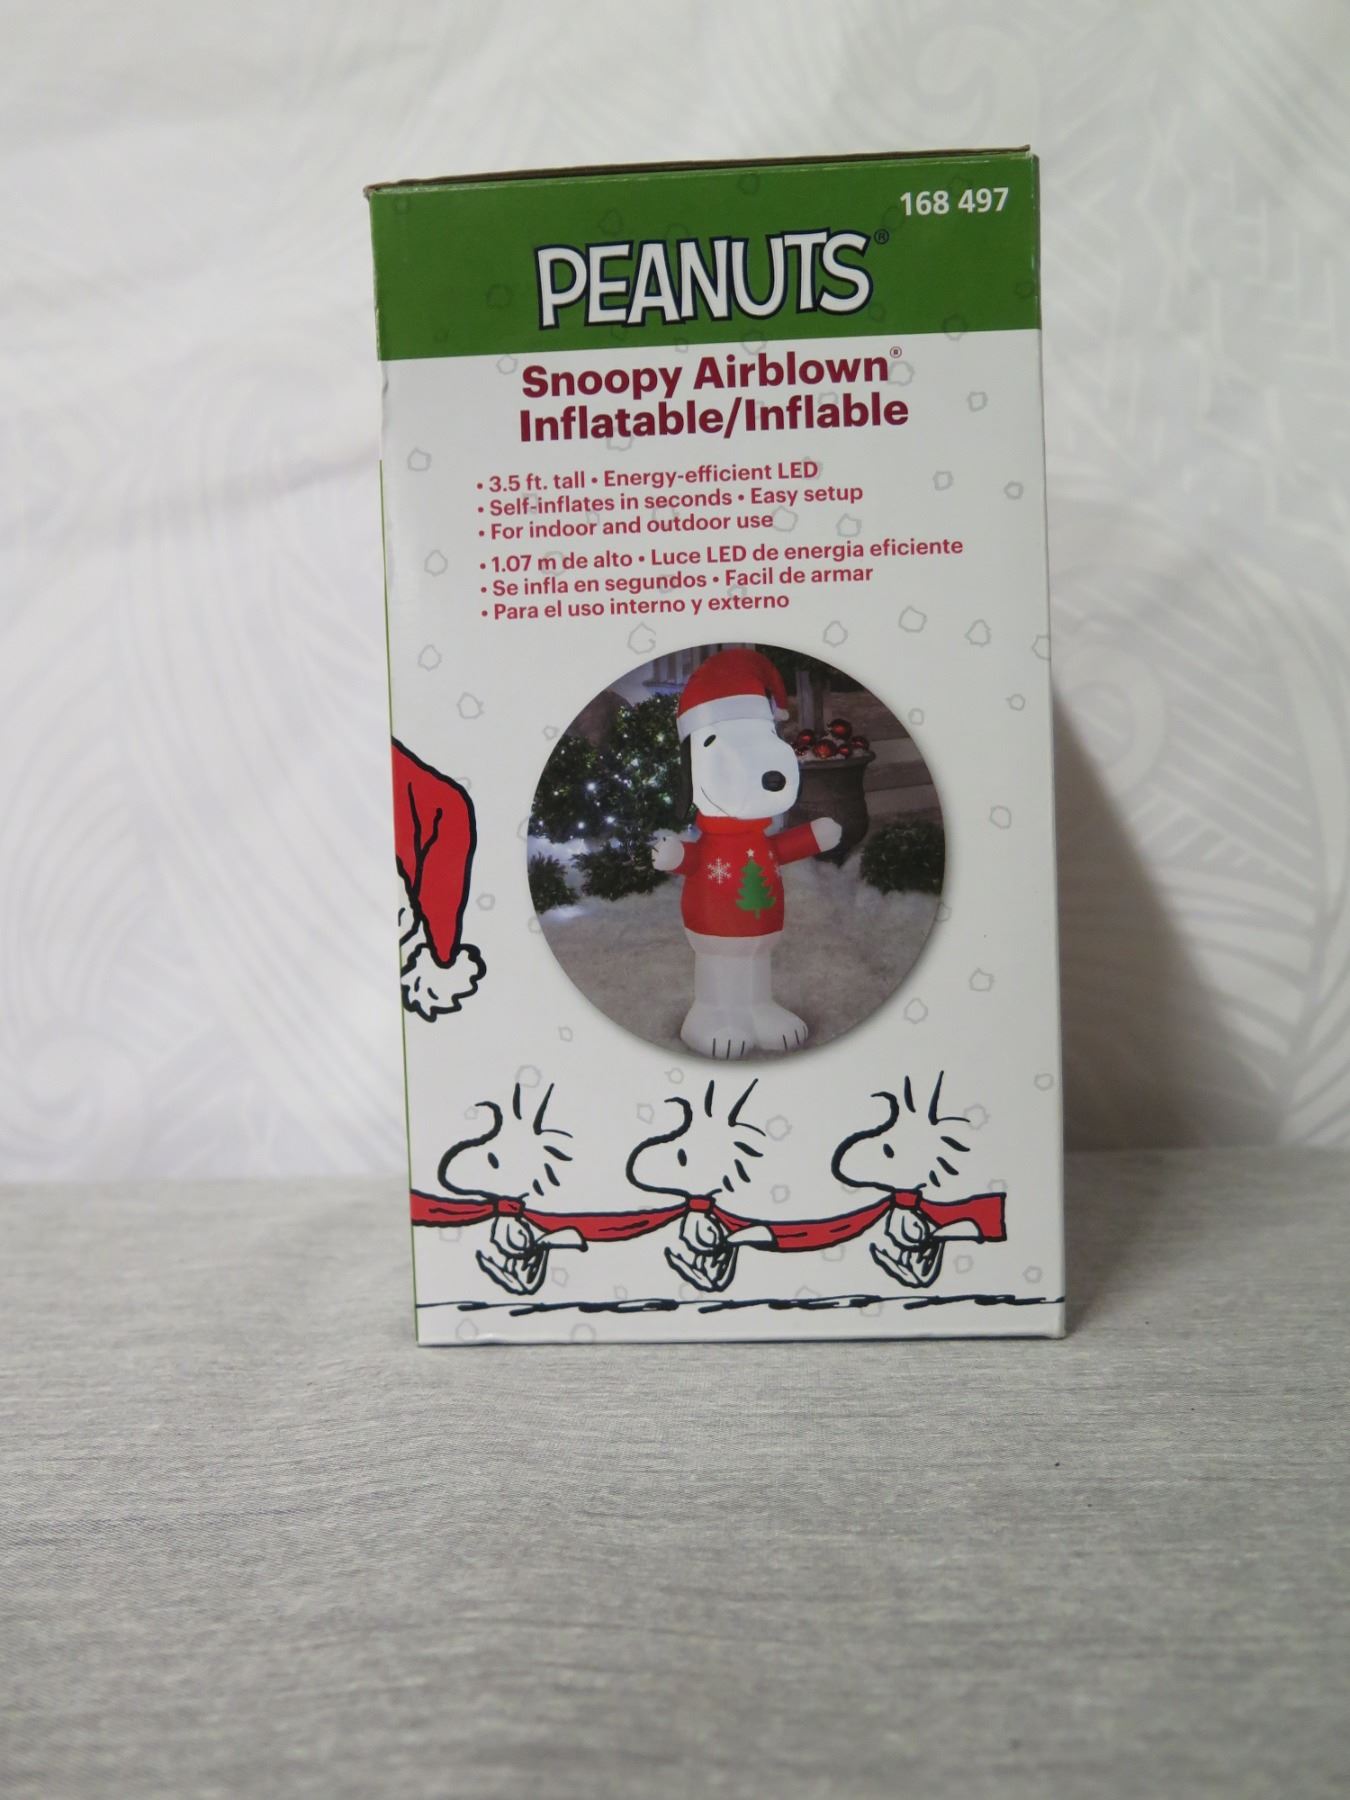 168 497
PEANUTS®
Snoopy Airblown®
Inflatable/Inflable
• 3.5 ft. tall • Energy-efficient LED
• Self-inflates in seconds • Easy setup
• For indoor and outdoor use
• 1.07 m de alto • Luce LED de energia eficiente
• Se infla en segundos • Facil de armar
• Para el uso interno y externo